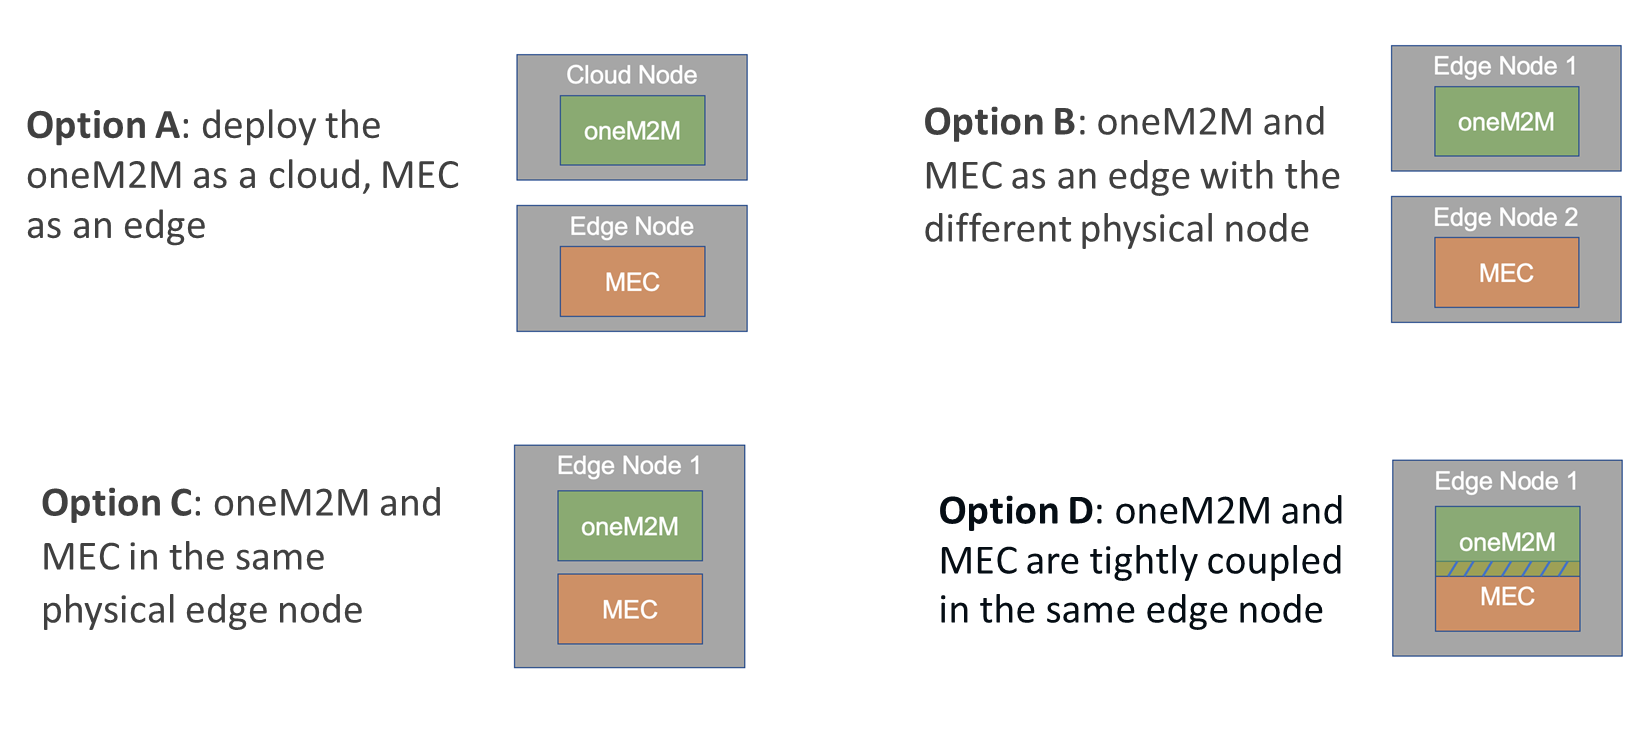 Option A: deploy the
oneM2M as a cloud, MEC
as an edge
Cloud Node
oneM2M
Edge Node
MEC
Option B: oneM2M and
MEC as an edge with the
different physical node
Edge Node 1
oneM2M
Edge Node 2
MEC
Option C: oneM2M and
MEC in the same
physical edge node
Edge Node 1
oneM2M
MEC
Option D: oneM2M and
MEC are tightly coupled
in the same edge node
Edge Node 1
oneM2M
MEC